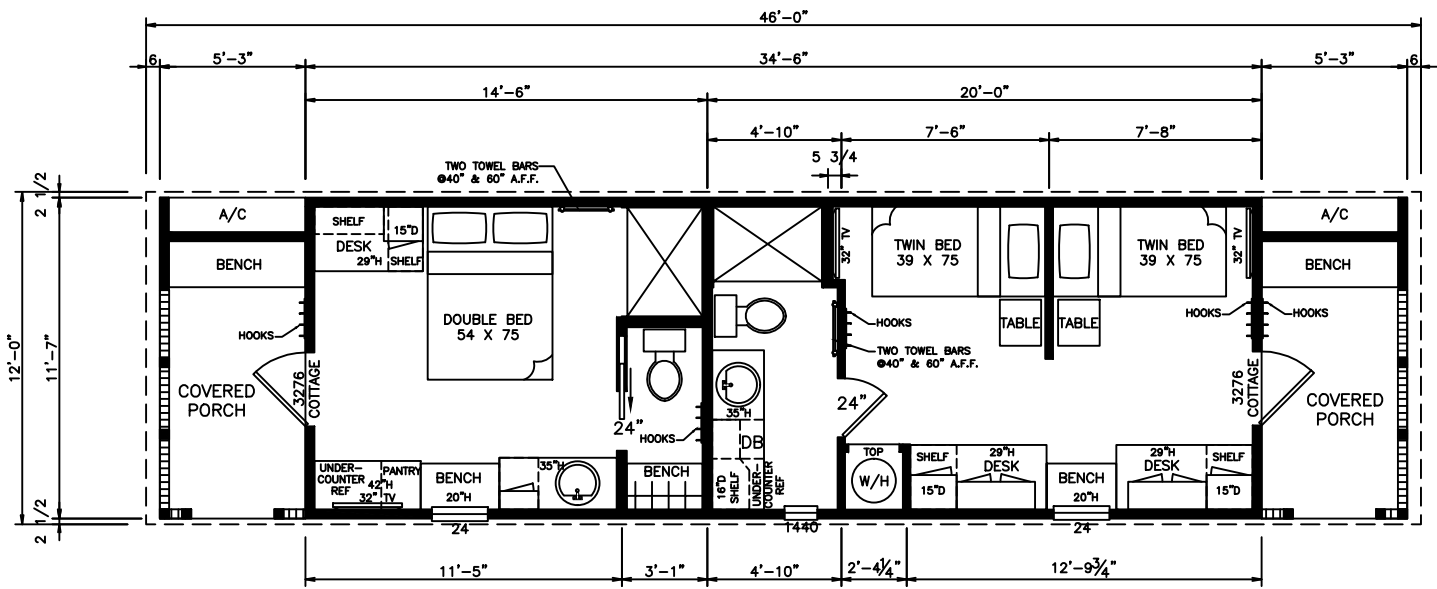 46'-0"
6
5'-3"
34'-6"
5'-3"
6
14'-6"
20'-0"
4'-10"
7'-6"
7'-8"
5 3/4
TWO TOWEL BARS
@40" & 60" A.F.F.
2 1/2
12'-0"
11'-7"
2 1/2
A/C
BENCH
HOOKS
COVERED
PORCH
3276
COTTAGE
SHELF
15"D
DESK
29"H
SHELF
DOUBLE BED
54 X 75
24"
HOOKS
BENCH
UNDER-
COUNTER
REF
PANTRY
42"H
32" TV
BENCH
20"H
35"H
24
35"H
DB
16"D
SHELF
UNDER-
COUNTER
REF
1440
32" TV
TWIN BED
39 X 75
HOOKS
TWO TOWEL BARS
@40" & 60" A.F.F.
24"
TOP
W/H
TABLE
TABLE
TWIN BED
39 X 75
32" TV
HOOKS
HOOKS
SHELF
29"H
DESK
15"D
BENCH
20"H
29"H
DESK
SHELF
15"D
24
3276
COTTAGE
A/C
BENCH
COVERED
PORCH
11'-5"
3'-1"
4'-10"
2'-4¼"
12'-9¾"